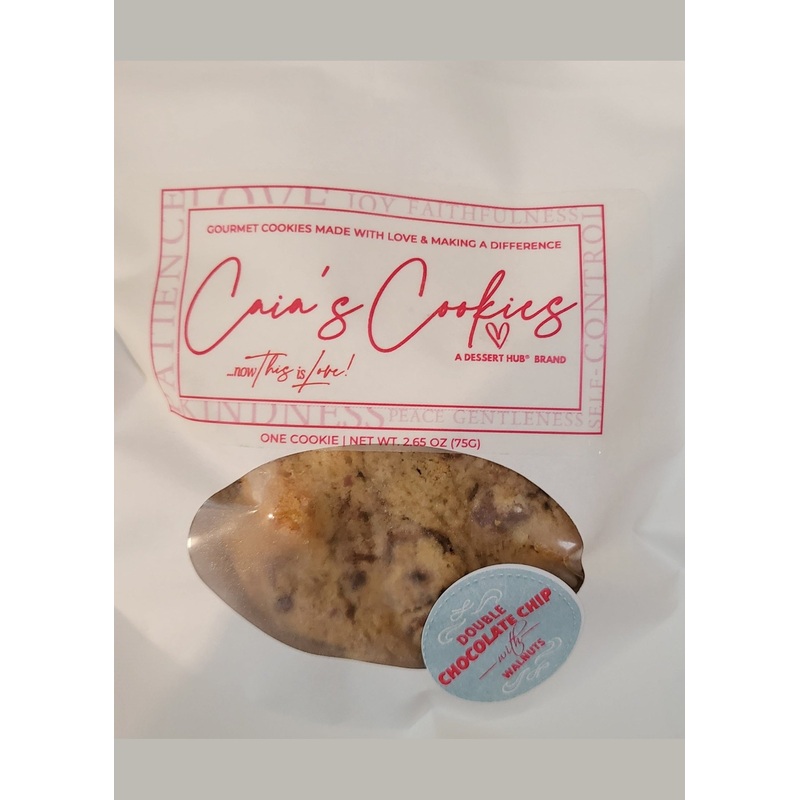 LOVE JOY FAITHFULNESS
PATIENCE
SELF-CONTROL
GOURMET COOKIES MADE WITH LOVE & MAKING A DIFFERENCE
Caia's Cookies
A DESSERT HUB® BRAND
...now This is Love!
KINDNESS PEACE GENTLENESS
ONE COOKIE | NET WT. 2.65 OZ (75G)
DOUBLE
CHOCOLATE CHIP
with
WALNUTS